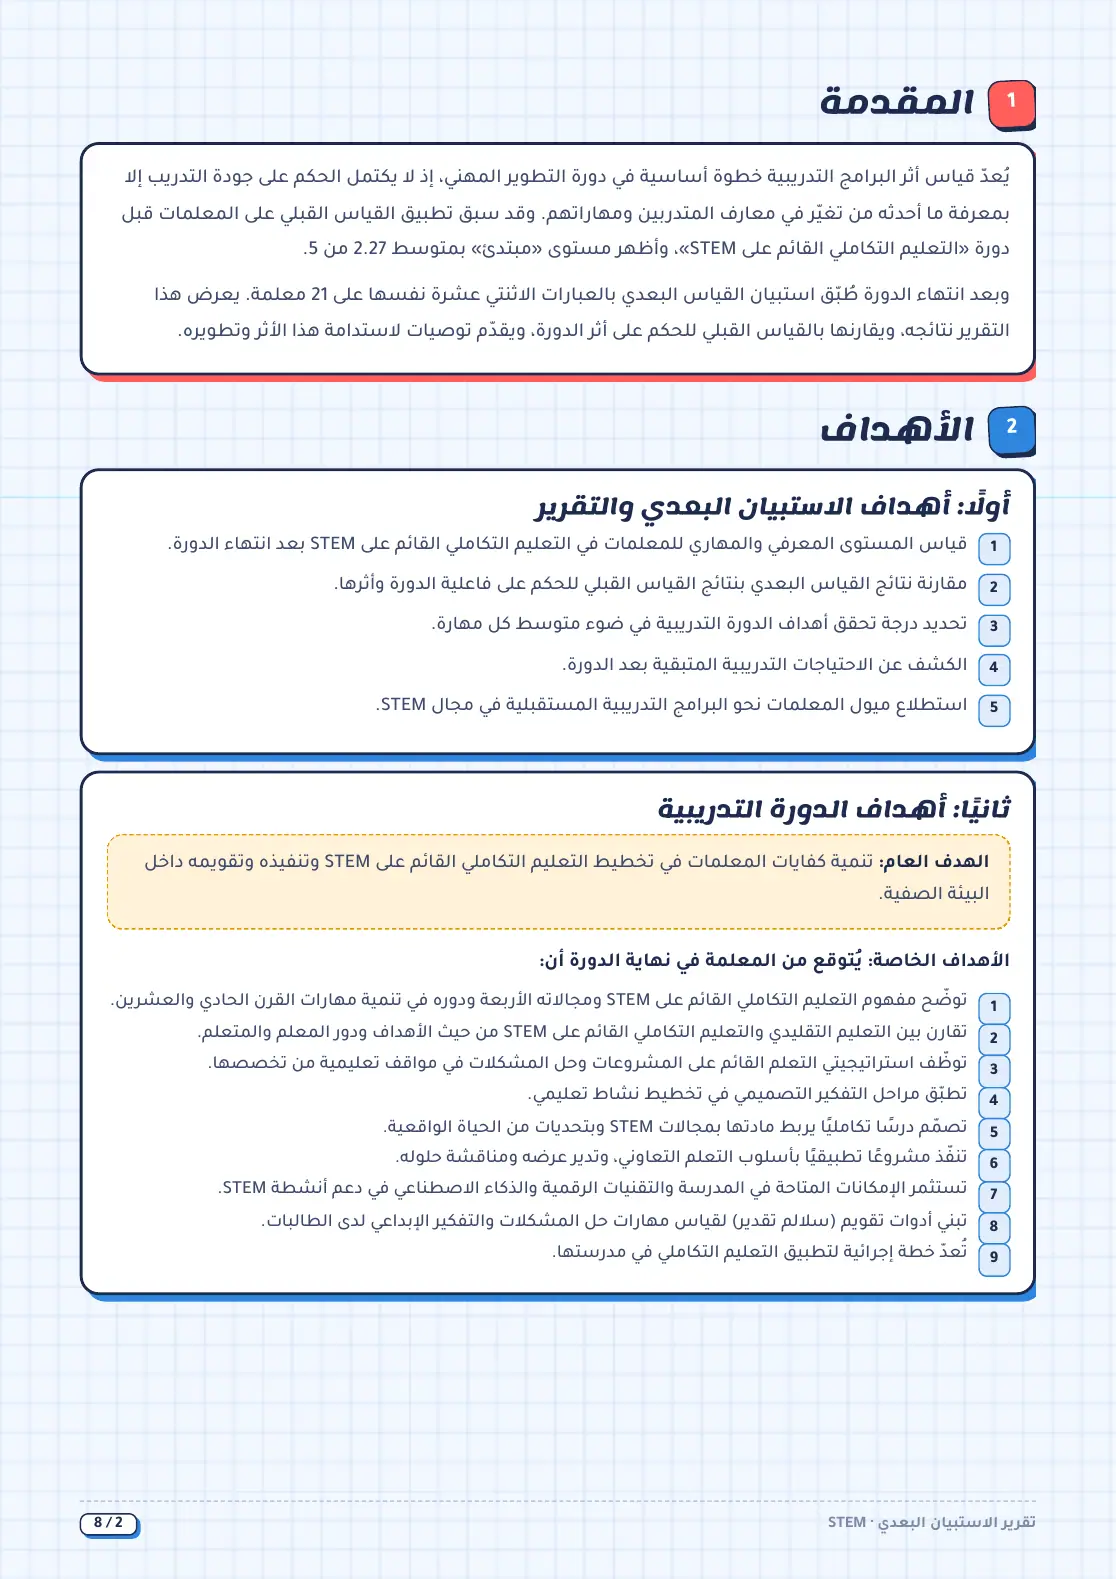 1 المقدمة
يُعدّ قياس أثر البرامج التدريبية خطوة أساسية في دورة التطوير المهني، إذ لا يكتمل الحكم على جودة التدريب إلا
بمعرفة ما أحدثه من تغيّر في معارف المتدربين ومهاراتهم. وقد سبق تطبيق القياس القبلي على المعلمات قبل
دورة «التعليم التكاملي القائم على STEM»، وأظهر مستوى «مبتدئ» بمتوسط 2.27 من 5.
وبعد انتهاء الدورة طُبّق استبيان القياس البعدي بالعبارات الاثنتي عشرة نفسها على 21 معلمة. يعرض هذا
التقرير نتائجه، ويقارنها بالقياس القبلي للحكم على أثر الدورة، ويقدّم توصيات لاستدامة هذا الأثر وتطويره.
2 الأهداف
أولًا: أهداف الاستبيان البعدي والتقرير
1 قياس المستوى المعرفي والمهاري للمعلمات في التعليم التكاملي القائم على STEM بعد انتهاء الدورة.
2 مقارنة نتائج القياس البعدي بنتائج القياس القبلي للحكم على فاعلية الدورة وأثرها.
3 تحديد درجة تحقق أهداف الدورة التدريبية في ضوء متوسط كل مهارة.
4 الكشف عن الاحتياجات التدريبية المتبقية بعد الدورة.
5 استطلاع ميول المعلمات نحو البرامج التدريبية المستقبلية في مجال STEM.
ثانيًا: أهداف الدورة التدريبية
الهدف العام: تنمية كفايات المعلمات في تخطيط التعليم التكاملي القائم على STEM وتنفيذه وتقويمه داخل
البيئة الصفية.
الأهداف الخاصة: يُتوقع من المعلمة في نهاية الدورة أن:
1 توضّح مفهوم التعليم التكاملي القائم على STEM ومجالاته الأربعة ودوره في تنمية مهارات القرن الحادي والعشرين.
2 تقارن بين التعليم التقليدي والتعليم التكاملي القائم على STEM من حيث الأهداف ودور المعلم والمتعلم.
3 توظّف استراتيجيتي التعلم القائم على المشروعات وحل المشكلات في مواقف تعليمية من تخصصها.
4 تطبّق مراحل التفكير التصميمي في تخطيط نشاط تعليمي.
5 تصمّم درسًا تكامليًا يربط مادتها بمجالات STEM وبتحديات من الحياة الواقعية.
6 تنفّذ مشروعًا تطبيقيًا بأسلوب التعلم التعاوني، وتدير عرضه ومناقشة حلوله.
7 تستثمر الإمكانات المتاحة في المدرسة والتقنيات الرقمية والذكاء الاصطناعي في دعم أنشطة STEM.
8 تبني أدوات تقويم (سلالم تقدير) لقياس مهارات حل المشكلات والتفكير الإبداعي لدى الطالبات.
9 تُعدّ خطة إجرائية لتطبيق التعليم التكاملي في مدرستها.
تقرير الاستبيان البعدي · STEM
8 / 2